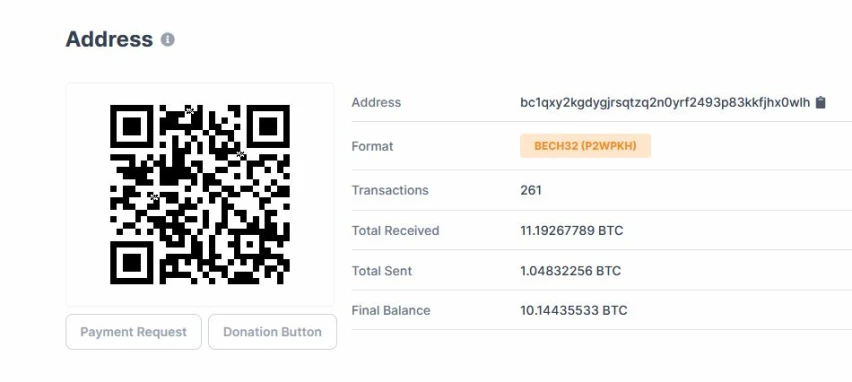 Address
Address bc1qxy2kgdygjrsqtzq2n0yrf2493p83kkfjhx0wlh
Format BECH32 (P2WPKH)
Transactions 261
Total Received 11.19267789 BTC
Total Sent 1.04832256 BTC
Final Balance 10.14435533 BTC
Payment Request Donation Button